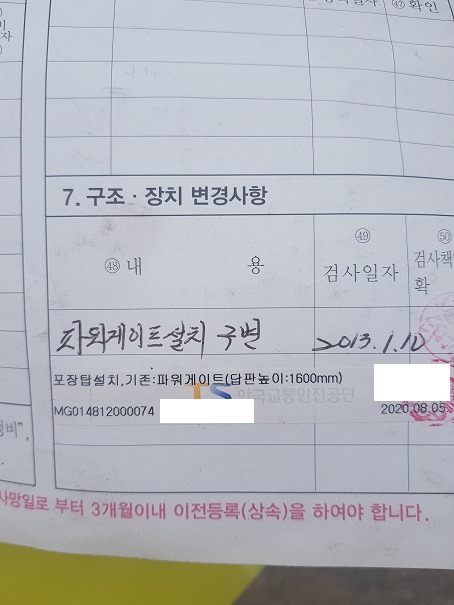 ㊷ 확인
7. 구조 · 장치 변경사항
㊽ 내 용
㊾ 검사일자
㊿ 검사책
확
파워게이트설치 구변 2013.1.10
포장탑설치,기존:파워게이트(답판높이:1600mm)
TS 한국교통안전공단
MG014812000074 2020.08.05
사망일로 부터 3개월이내 이전등록(상속)을 하여야 합니다.